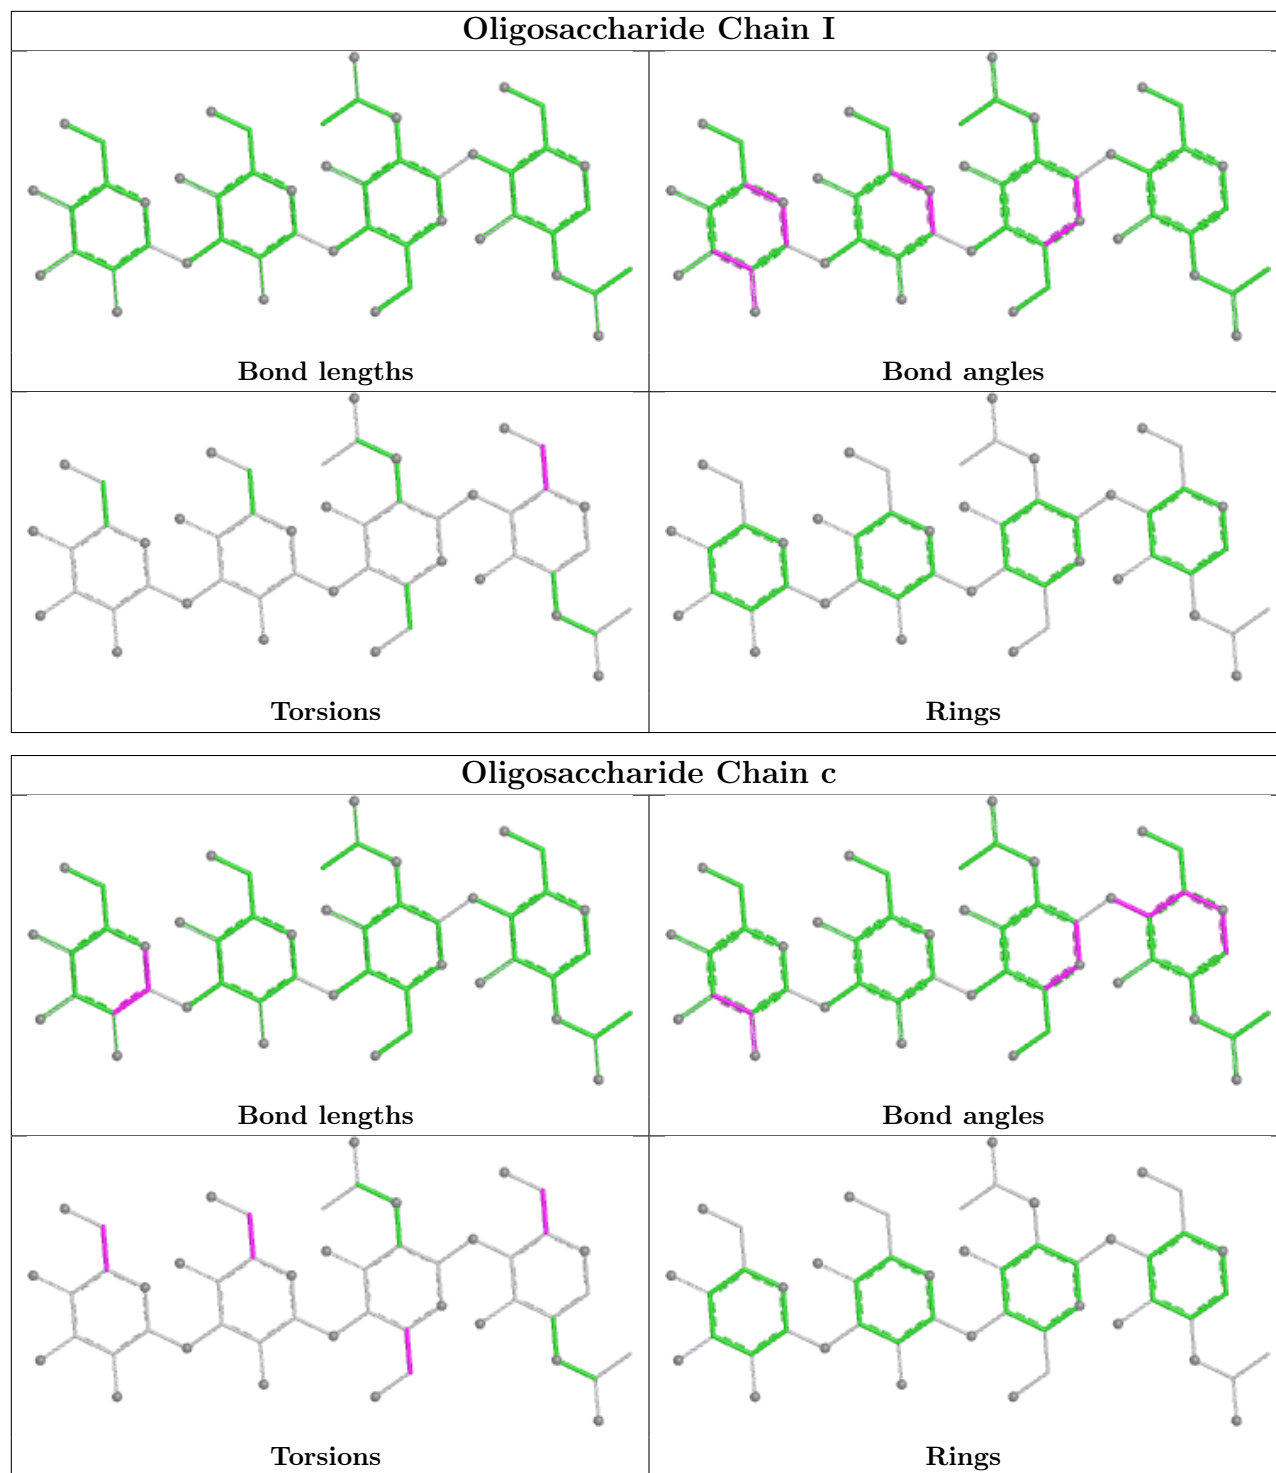 Oligosaccharide Chain I
Bond lengths
Bond angles
Torsions
Rings
Oligosaccharide Chain c
Bond lengths
Bond angles
Torsions
Rings